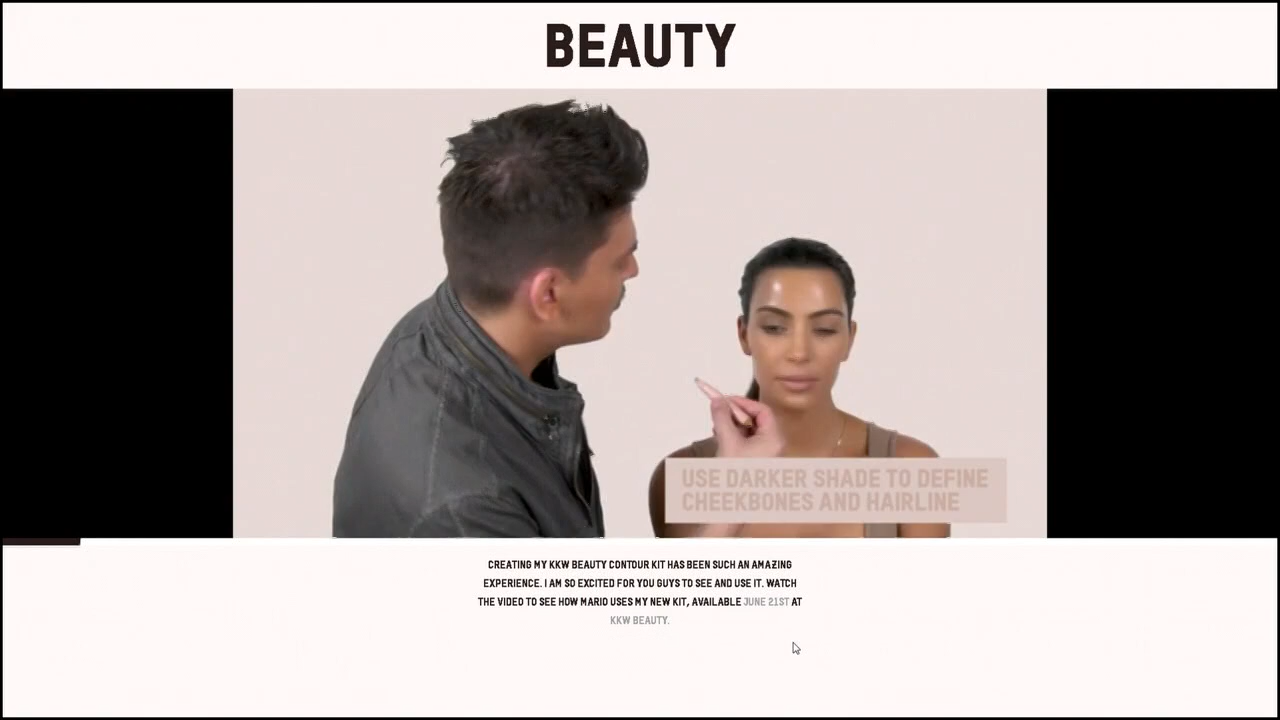 BEAUTY
USE DARKER SHADE TO DEFINE
CHEEKBONES AND HAIRLINE
CREATING MY KKW BEAUTY CONTOUR KIT HAS BEEN SUCH AN AMAZING
EXPERIENCE. I AM SO EXCITED FOR YOU GUYS TO SEE AND USE IT. WATCH
THE VIDEO TO SEE HOW MARIO USES MY NEW KIT, AVAILABLE JUNE 21ST AT
KKW BEAUTY.